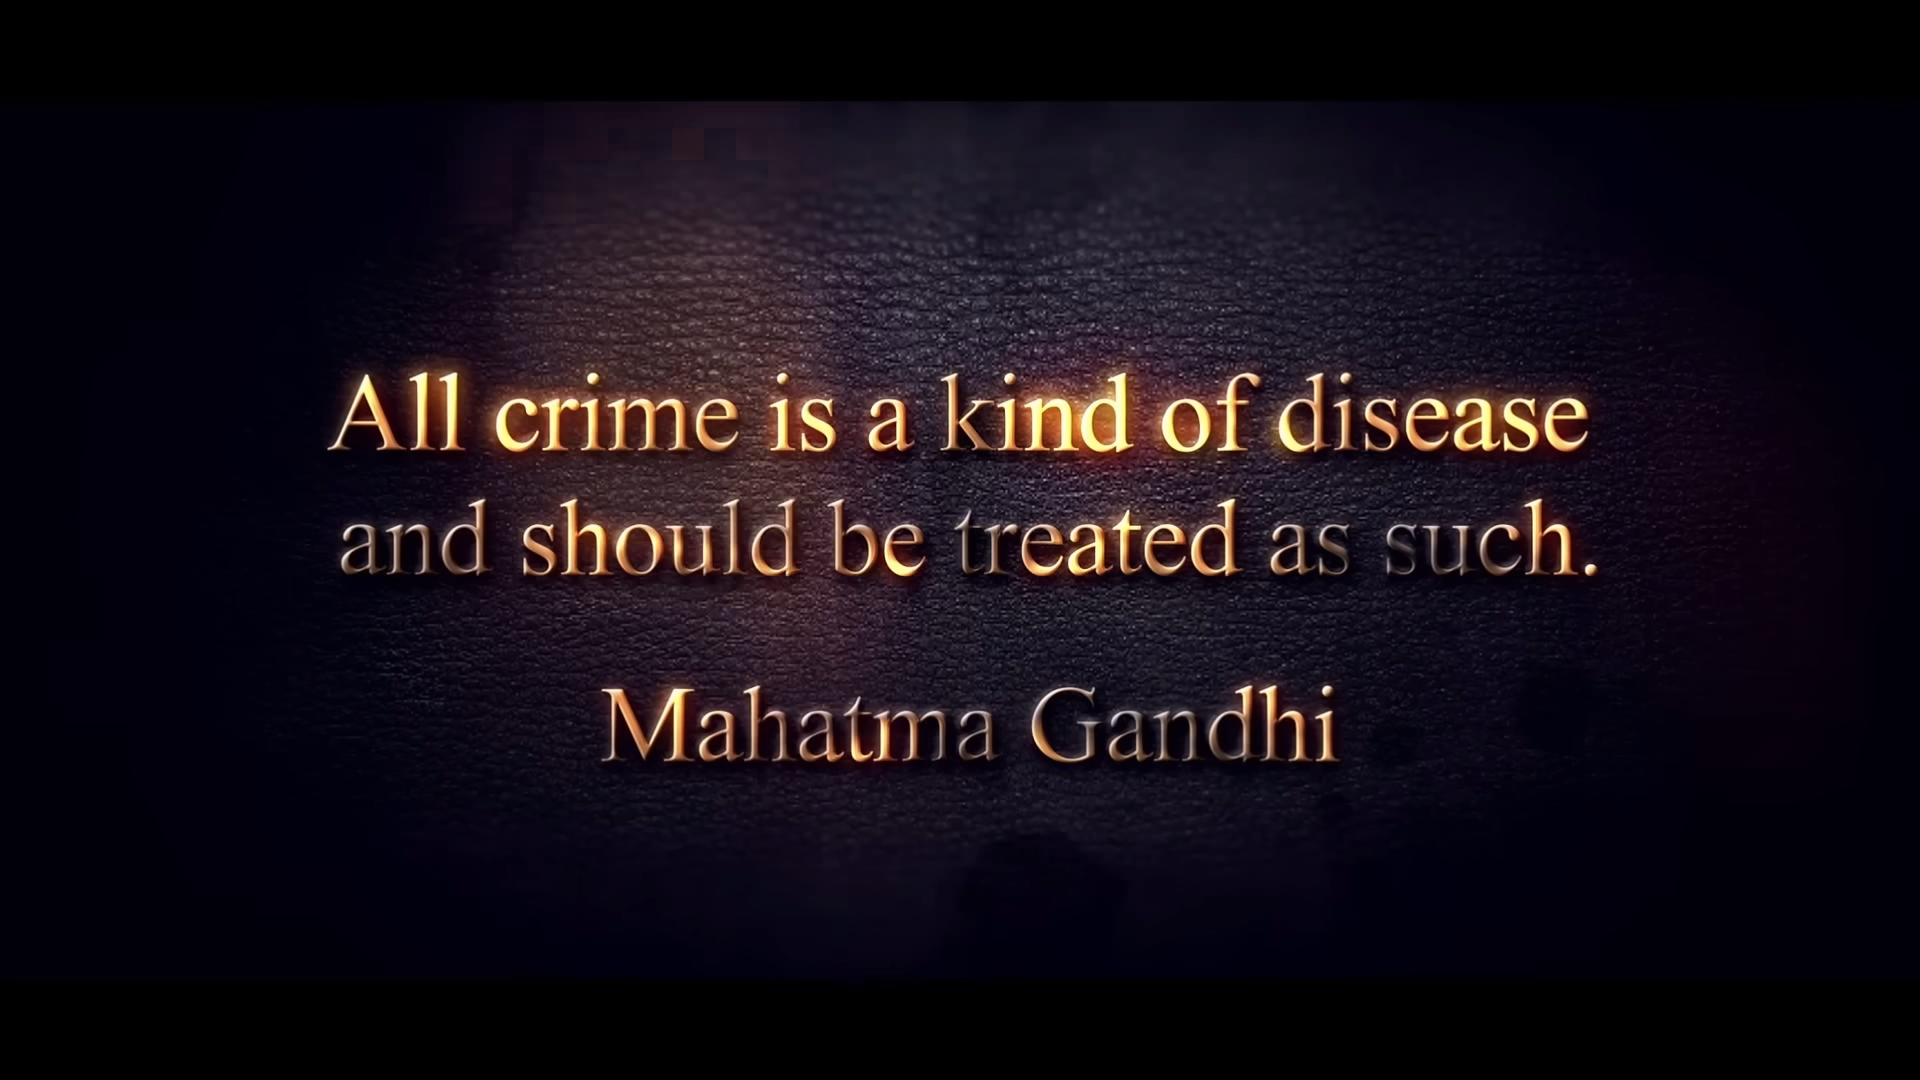 All crime is a kind of disease
and should be treated as such.
Mahatma Gandhi